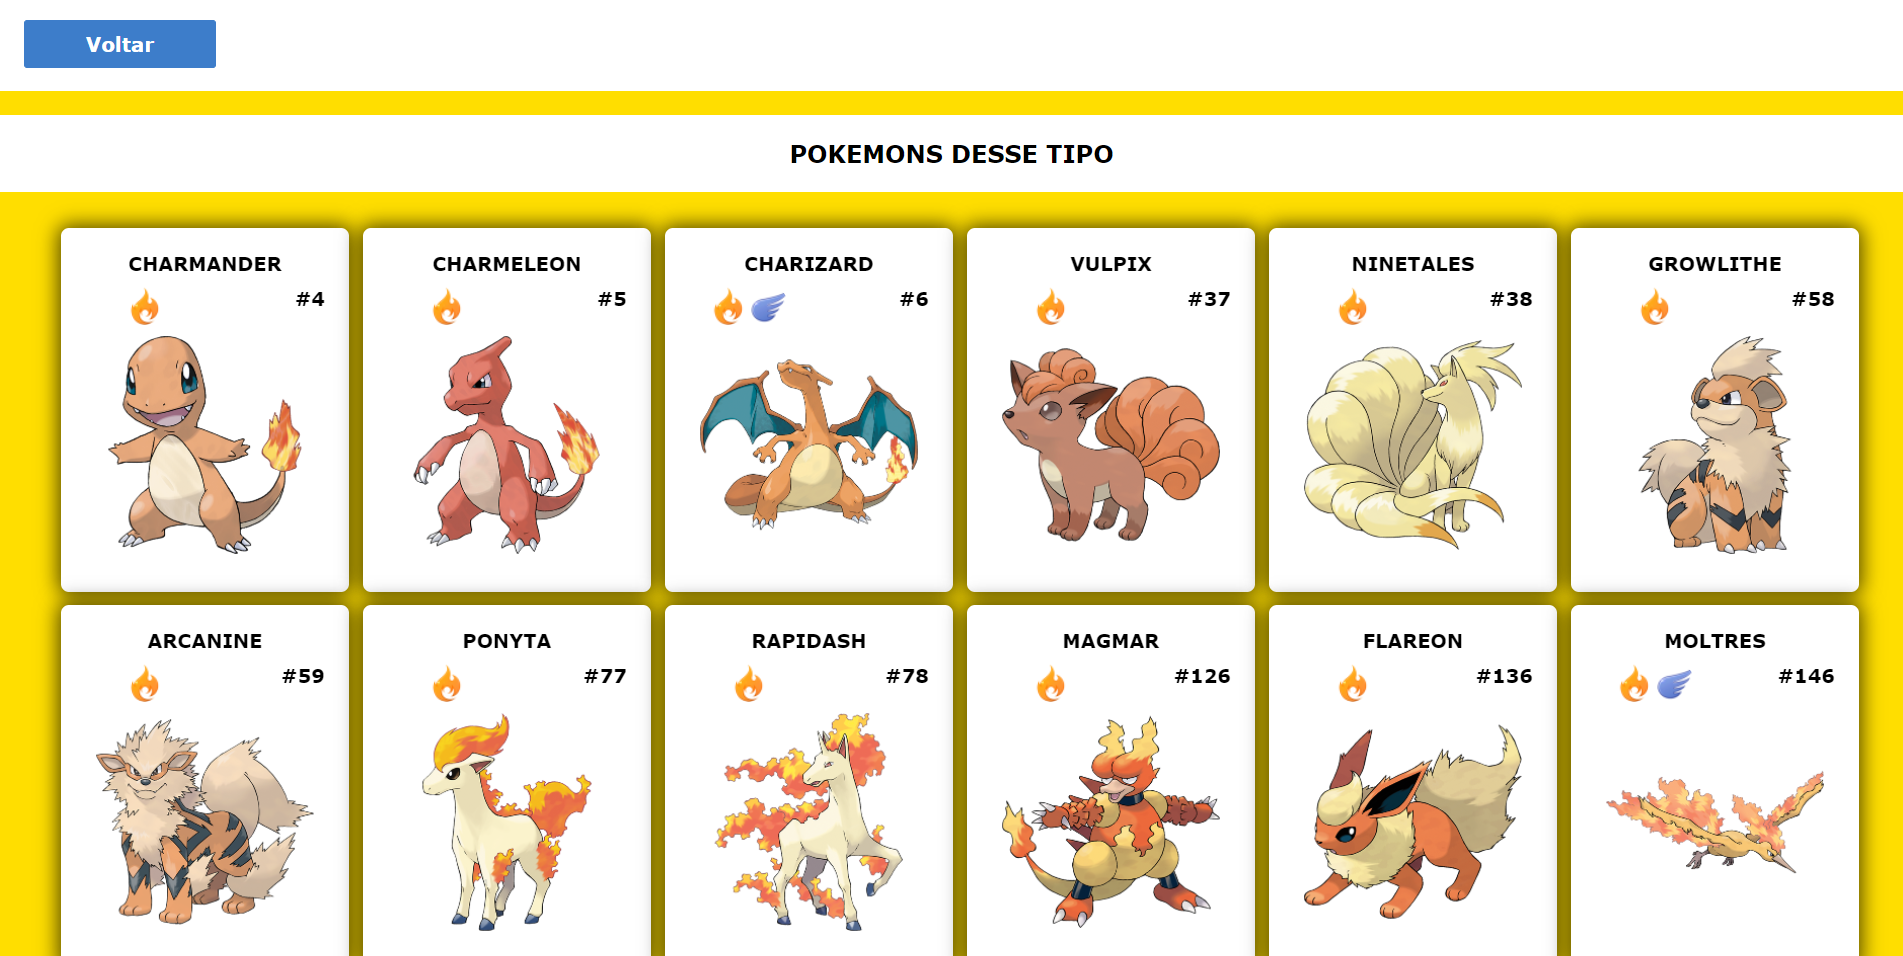 Voltar
POKEMONS DESSE TIPO
CHARMANDER
#4
CHARMELEON
#5
CHARIZARD
#6
VULPIX
#37
NINETALES
#38
GROWLITHE
#58
ARCANINE
#59
PONYTA
#77
RAPIDASH
#78
MAGMAR
#126
FLAREON
#136
MOLTRES
#146